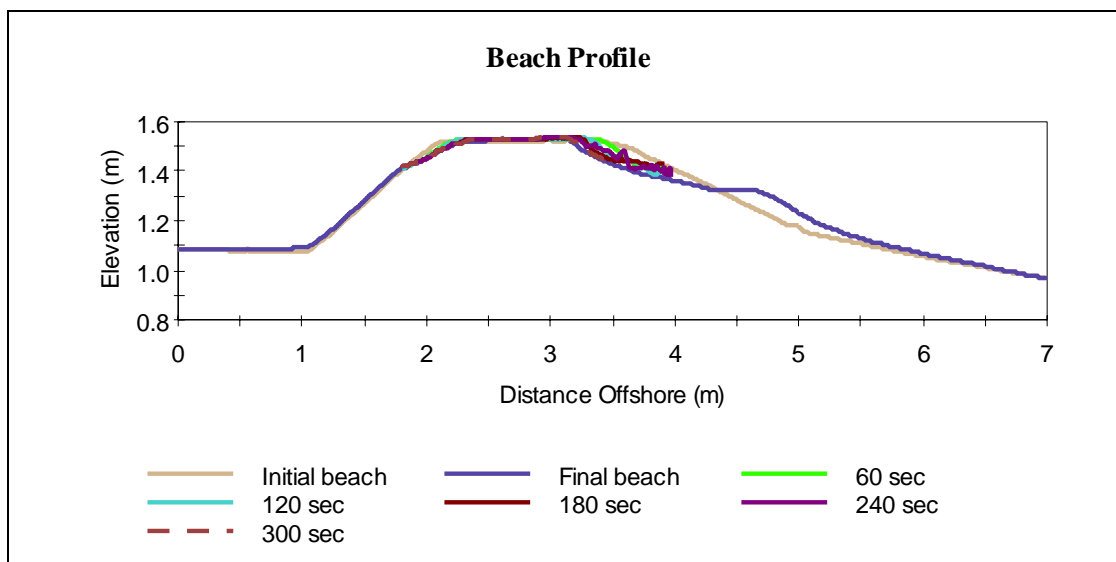 Beach Profile
Elevation (m)
1.6
1.4
1.2
1.0
0.8
0 1 2 3 4 5 6 7
Distance Offshore (m)
Initial beach Final beach 60 sec
120 sec 180 sec 240 sec
300 sec